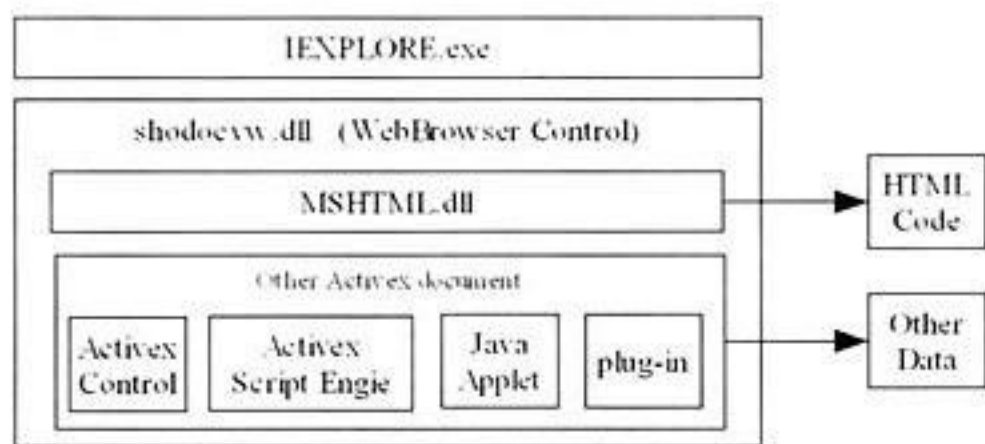 IEXPLORE.exe
shodocvw.dll (WebBrowser Control)
MSHTML.dll
HTML
Code
Other Activex document
Activex
Control
Activex
Script Engie
Java
Applet
plug-in
Other
Data